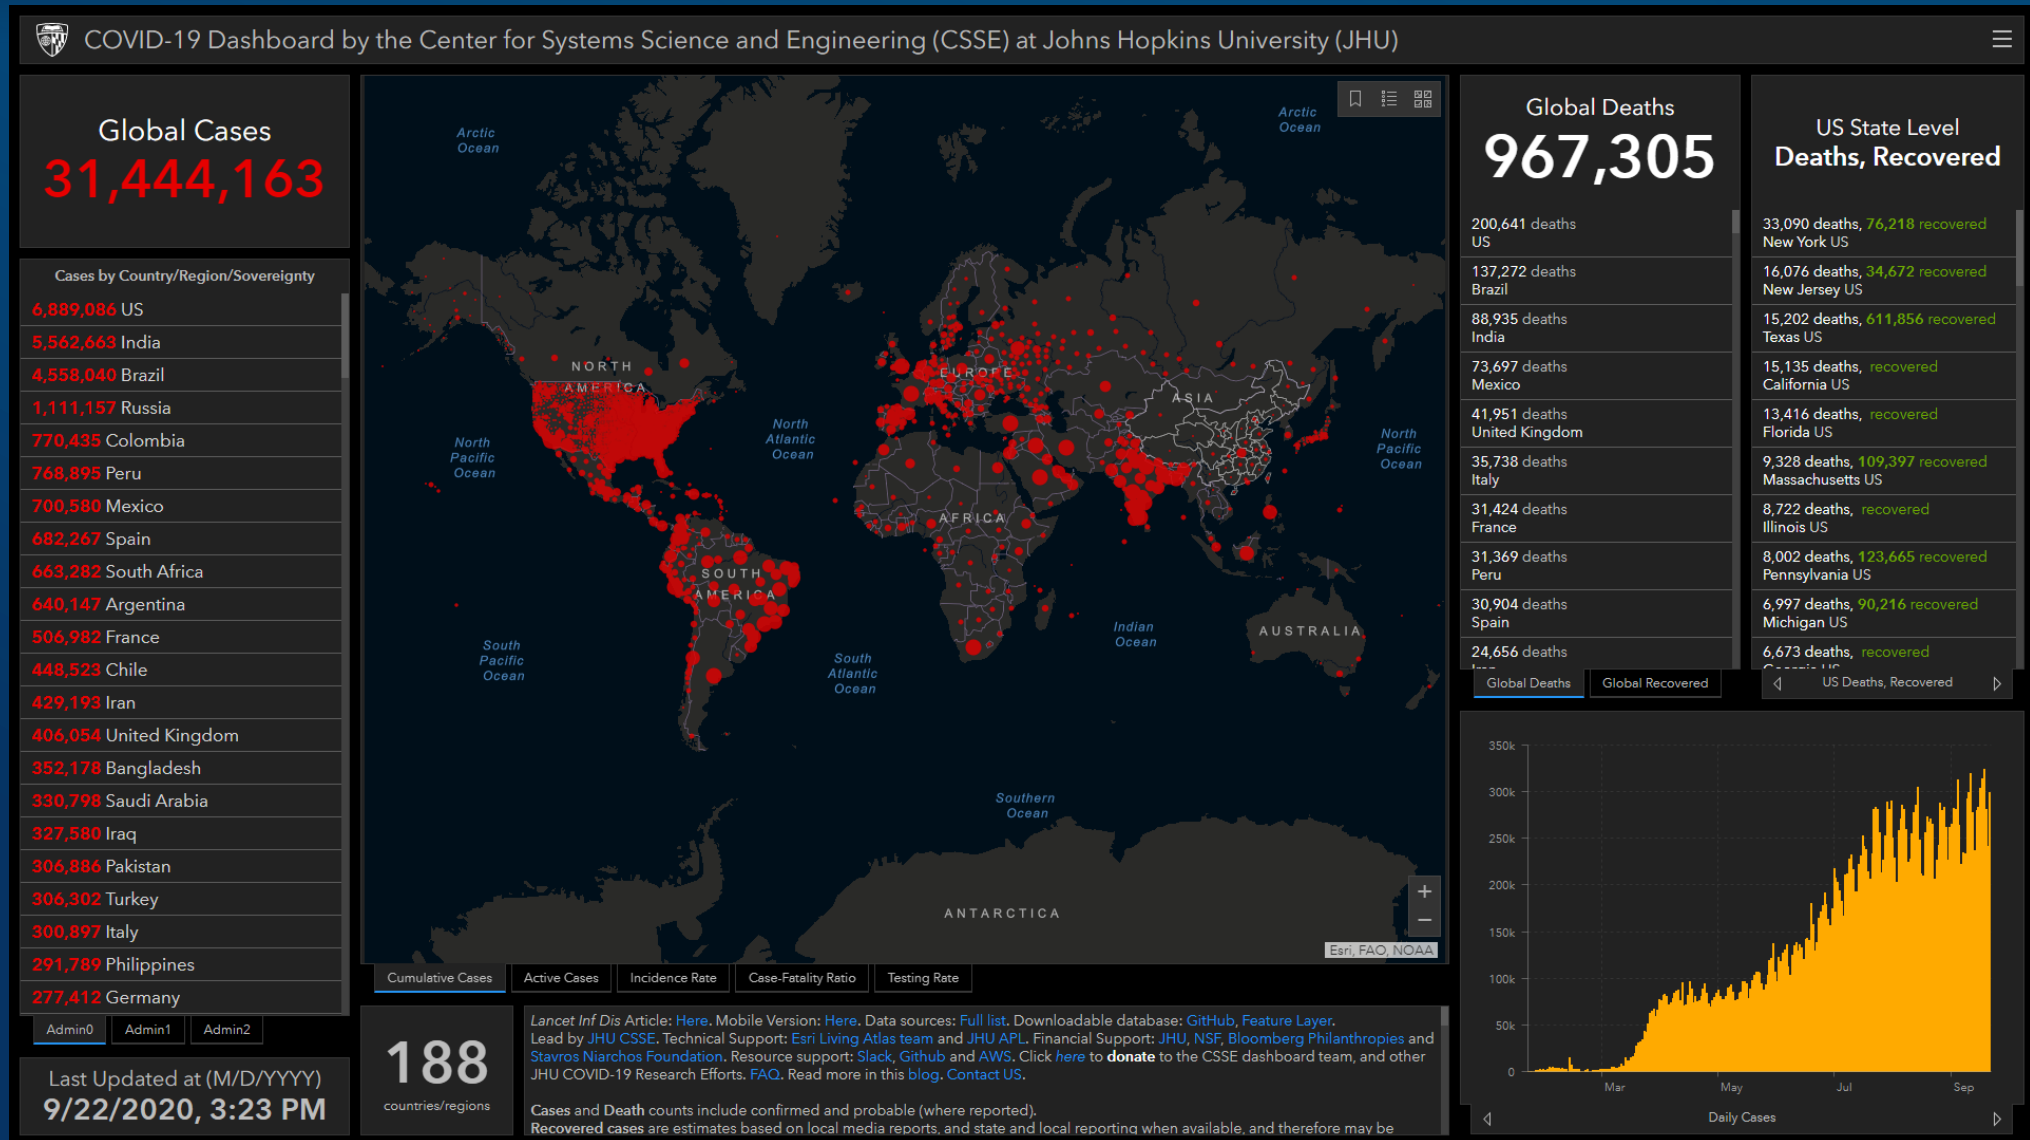 COVID-19 Dashboard by the Center for Systems Science and Engineering (CSSE) at Johns Hopkins University (JHU)
Global Cases
31,444,163
Cases by Country/Region/Sovereignty
6,889,086 US
5,562,663 India
4,558,040 Brazil
1,111,157 Russia
770,435 Colombia
768,895 Peru
700,580 Mexico
682,267 Spain
663,282 South Africa
640,147 Argentina
506,982 France
448,523 Chile
429,193 Iran
406,054 United Kingdom
352,178 Bangladesh
330,798 Saudi Arabia
327,580 Iraq
306,886 Pakistan
306,302 Turkey
300,897 Italy
291,789 Philippines
277,412 Germany
Admin0
Admin1
Admin2
Last Updated at (M/D/YYYY)
9/22/2020, 3:23 PM
Arctic
Ocean
Arctic
Ocean
NORTH
AMERICA
EUROPE
ASIA
North
Pacific
Ocean
North
Atlantic
Ocean
North
Pacific
Ocean
AFRICA
SOUTH
AMERICA
Indian
Ocean
AUSTRALIA
South
Pacific
Ocean
South
Atlantic
Ocean
Southern
Ocean
ANTARCTICA
+
−
Esri, FAO, NOAA
Cumulative Cases
Active Cases
Incidence Rate
Case-Fatality Ratio
Testing Rate
188
countries/regions
Lancet Inf Dis Article: Here. Mobile Version: Here. Data sources: Full list. Downloadable database: GitHub, Feature Layer.
Lead by JHU CSSE. Technical Support: Esri Living Atlas team and JHU APL. Financial Support: JHU, NSF, Bloomberg Philanthropies and
Stavros Niarchos Foundation. Resource support: Slack, Github and AWS. Click here to donate to the CSSE dashboard team, and other
JHU COVID-19 Research Efforts. FAQ. Read more in this blog. Contact US.
Cases and Death counts include confirmed and probable (where reported).
Recovered cases are estimates based on local media reports, and state and local reporting when available, and therefore may be
Global Deaths
967,305
200,641 deaths
US
137,272 deaths
Brazil
88,935 deaths
India
73,697 deaths
Mexico
41,951 deaths
United Kingdom
35,738 deaths
Italy
31,424 deaths
France
31,369 deaths
Peru
30,904 deaths
Spain
24,656 deaths
Iran
Global Deaths
Global Recovered
US State Level
Deaths, Recovered
33,090 deaths, 76,218 recovered
New York US
16,076 deaths, 34,672 recovered
New Jersey US
15,202 deaths, 611,856 recovered
Texas US
15,135 deaths, recovered
California US
13,416 deaths, recovered
Florida US
9,328 deaths, 109,397 recovered
Massachusetts US
8,722 deaths, recovered
Illinois US
8,002 deaths, 123,665 recovered
Pennsylvania US
6,997 deaths, 90,216 recovered
Michigan US
6,673 deaths, recovered
Georgia US
US Deaths, Recovered
350k
300k
250k
200k
150k
100k
50k
0
Mar
May
Jul
Sep
Daily Cases